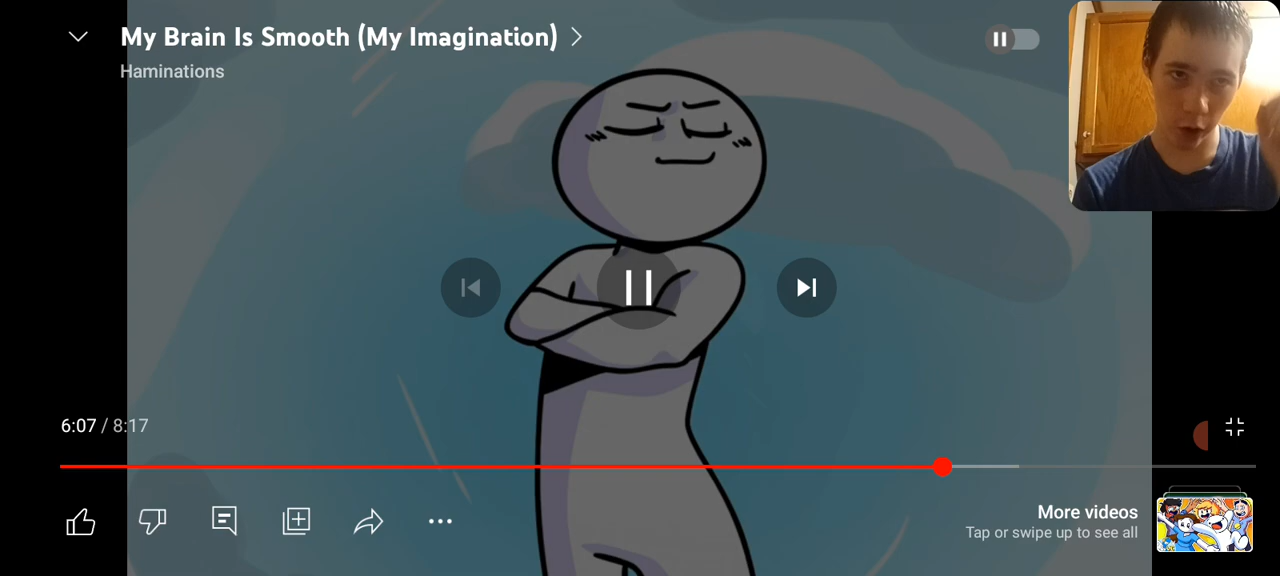 My Brain Is Smooth (My Imagination)
Haminations
6:07 / 8:17
More videos
Tap or swipe up to see all